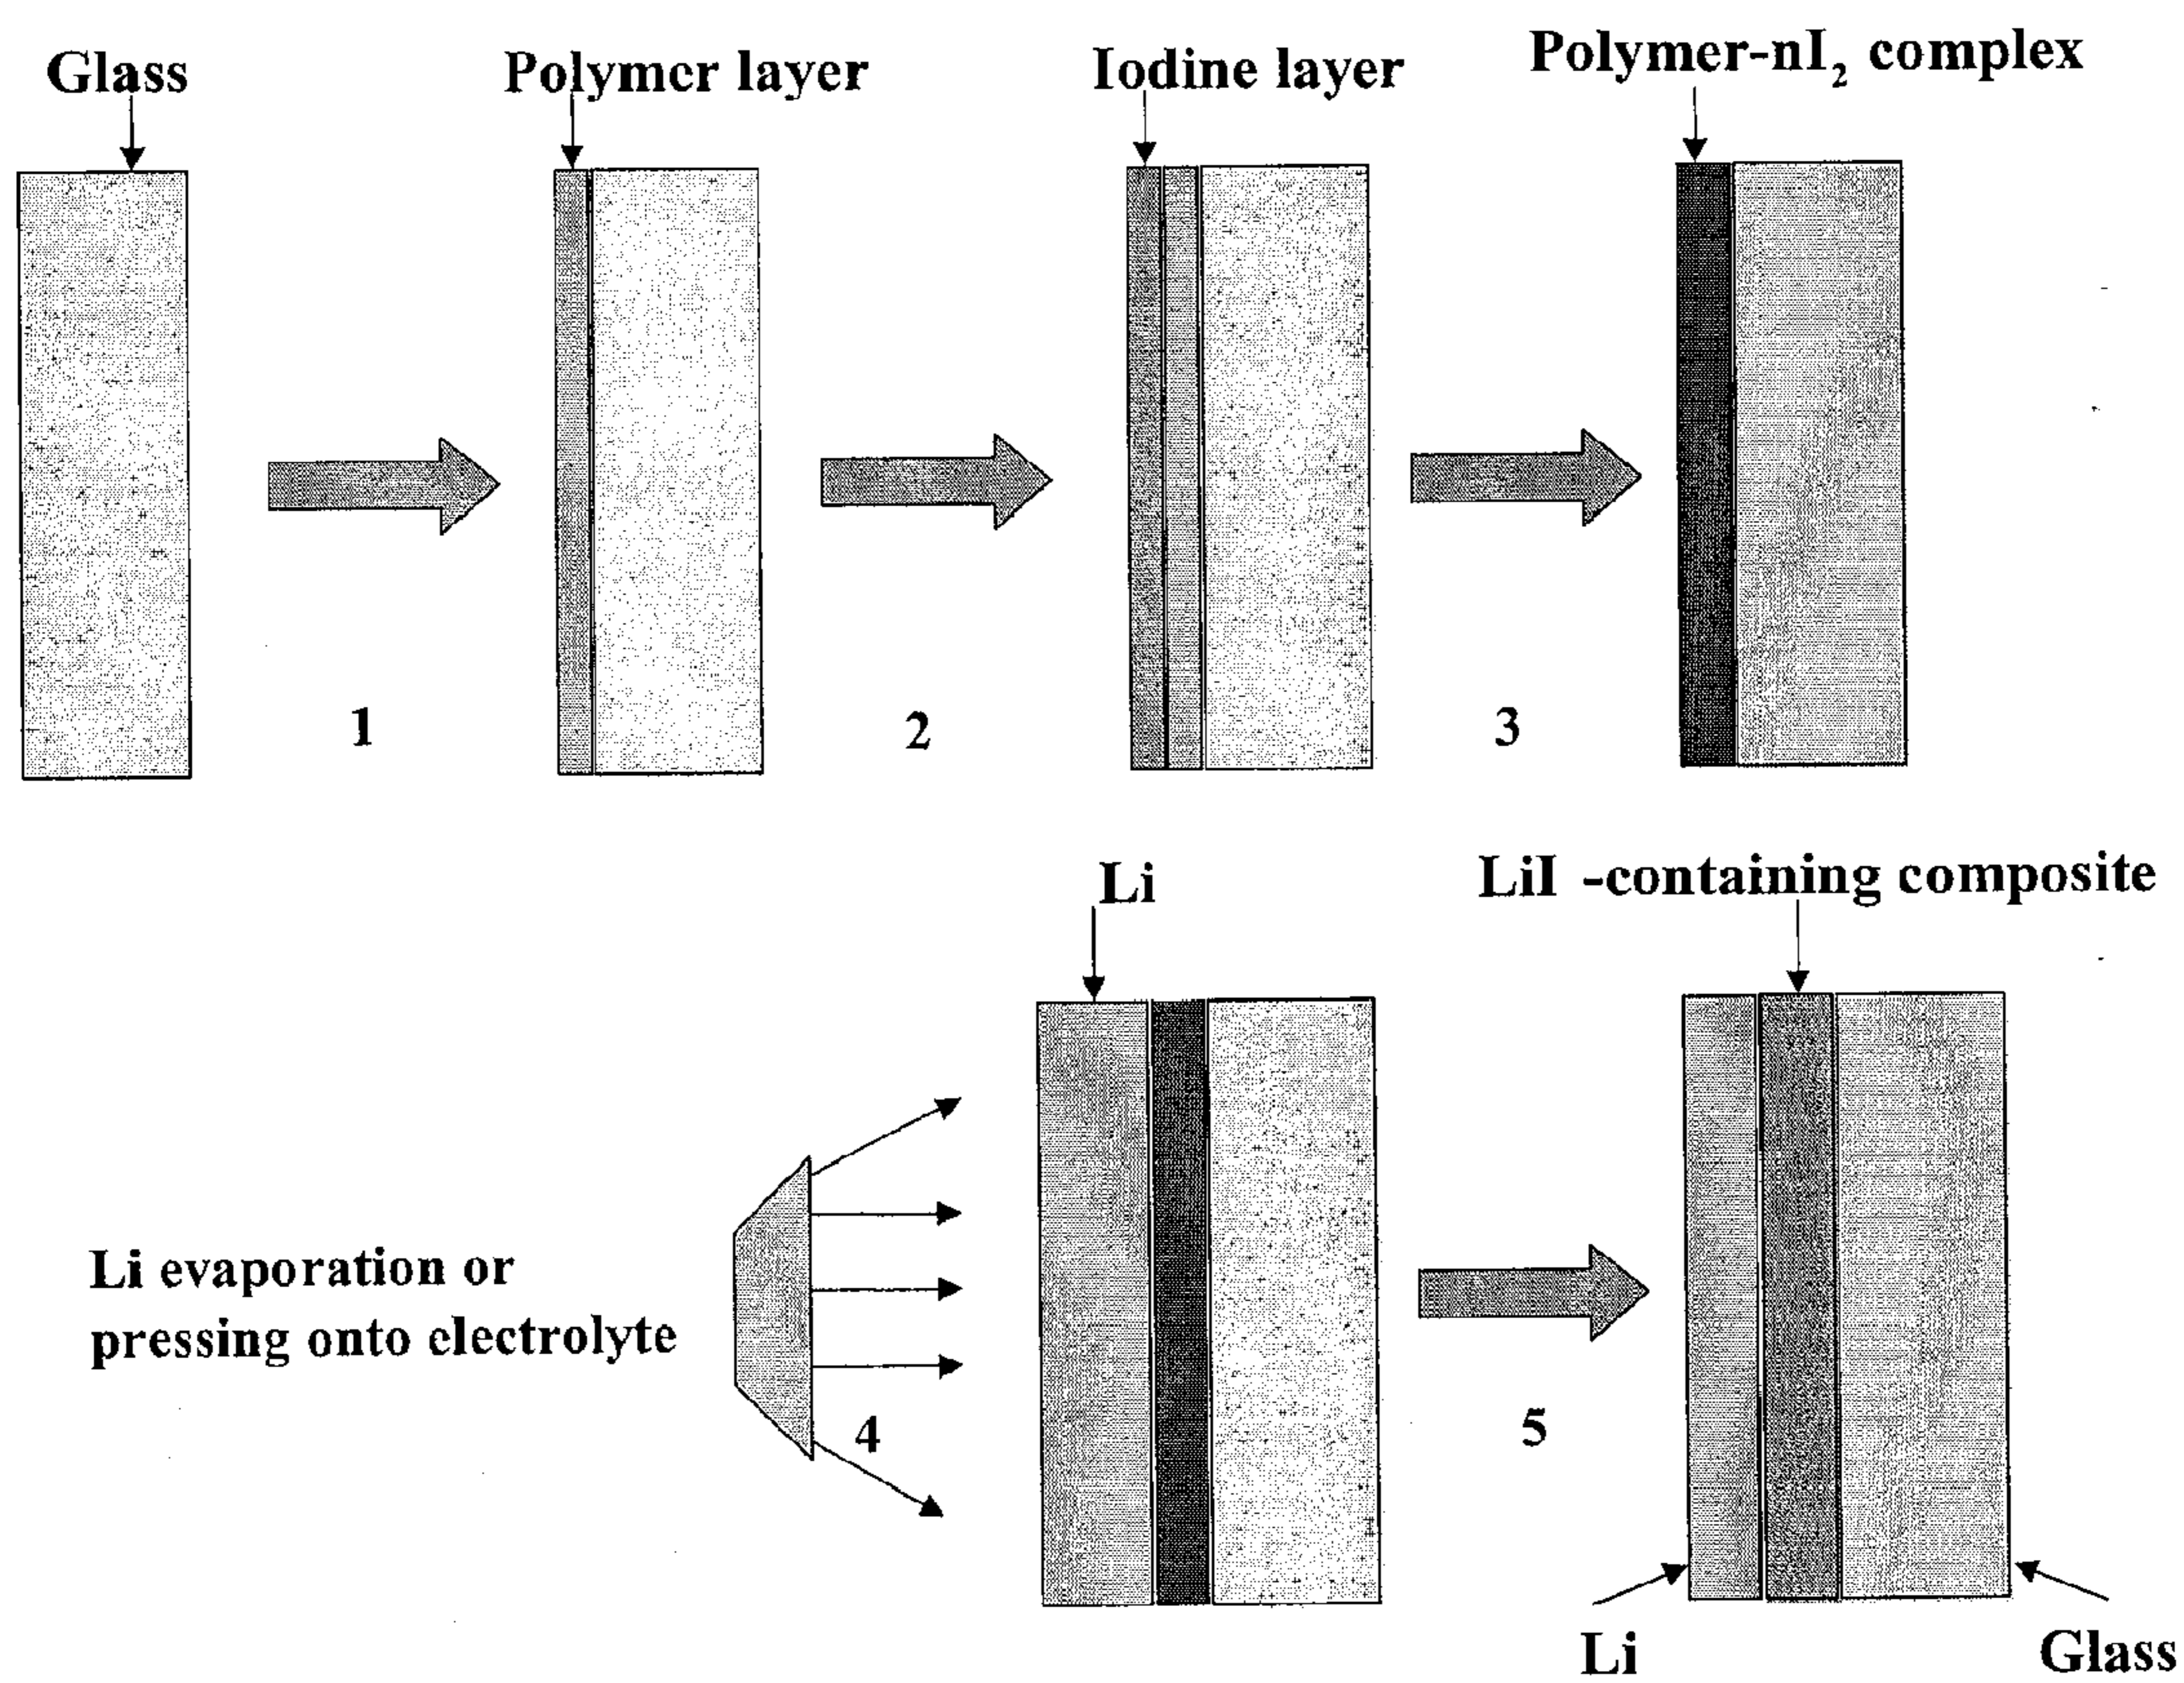 Glass
Polymer layer
Iodine layer
Polymer-nI₂ complex
1
2
3
Li
LiI -containing composite
Li evaporation or
pressing onto electrolyte
4
5
Li
Glass